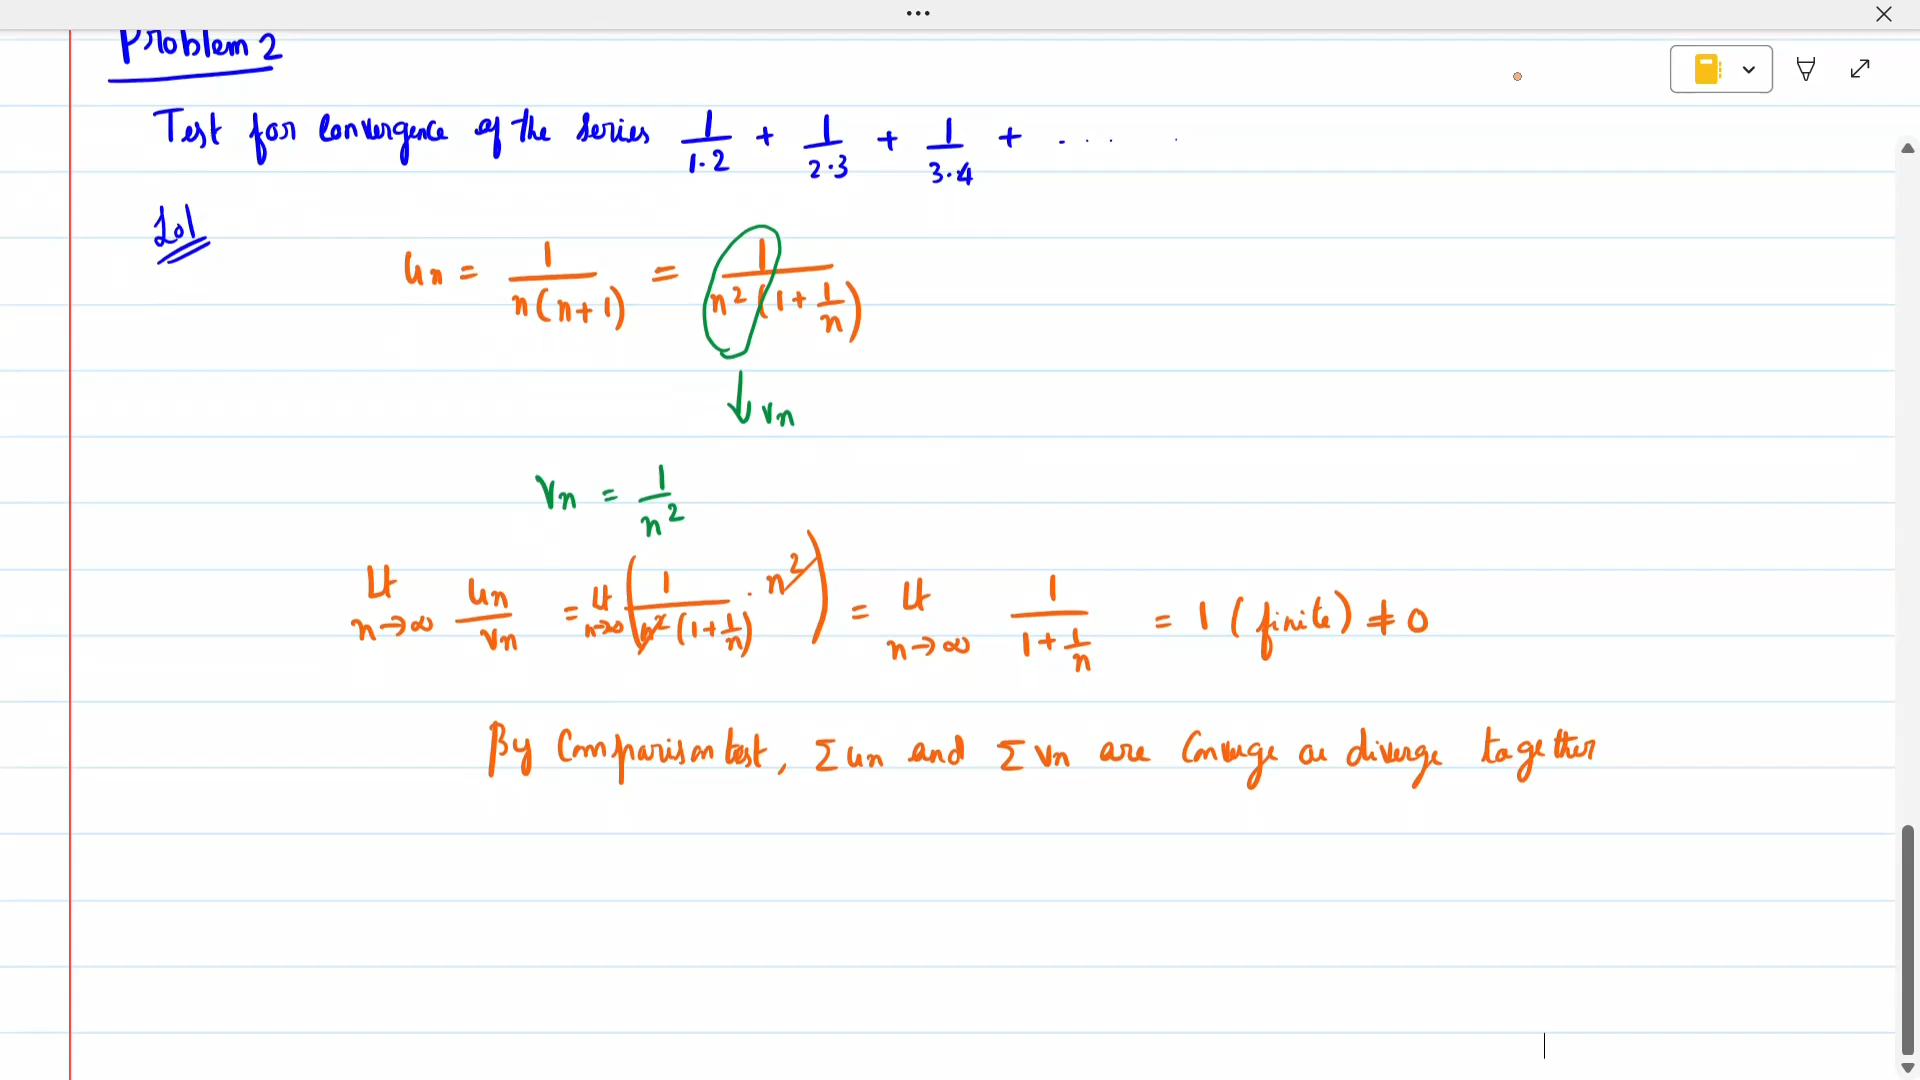 Problem 2
Test for Convergence of the series 1/1·2 + 1/2·3 + 1/3·4 + ....
Sol
un = 1/n(n+1) = 1/n²(1+1/n)
↓ vn
vn = 1/n²
Lt n→∞ un/vn = Lt n→∞ (1/n²(1+1/n) · n²) = Lt n→∞ 1/1+1/n = 1 (finite) ≠ 0
By Comparison test, Σ un and Σ vn are Converge or diverge together